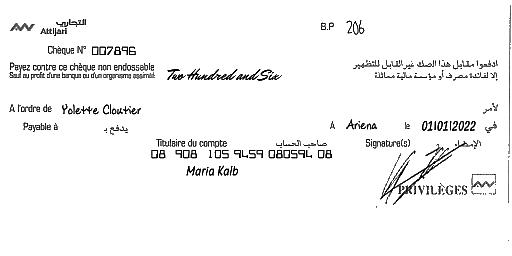 التجاري
Attijari
B.P 206
Chèque N° 007896
Payez contre ce chèque non endossable
Sauf au profit d'une banque ou d'un organisme assimilé
Two Hundred and Six
ادفعوا مقابل هذا الصك غير القابل للتظهير
إلا لفائدة مصرف أو مؤسسة مالية مماثلة
A l'ordre de Yolette Cloutier
لأمر
Payable à يدفع بـ
A Ariena le 01/01/2022 في
Titulaire du compte صاحب الحساب
Signature(s) الإمضاء
08 908 105 9459 080594 08
Maria Kalb
PRIVILÈGES